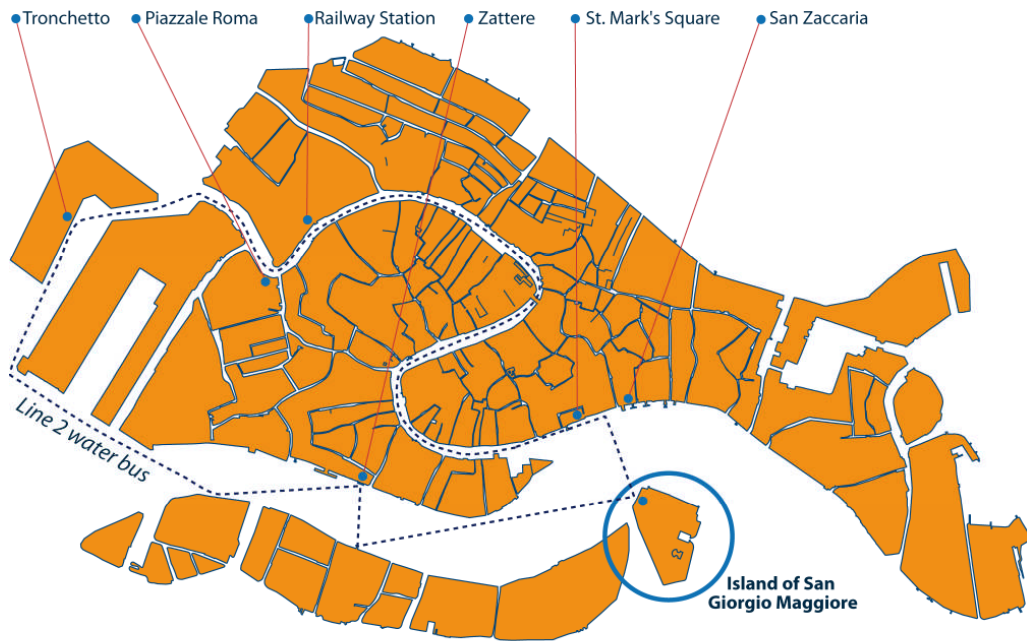 Tronchetto
Piazzale Roma
Railway Station
Zattere
St. Mark's Square
San Zaccaria
Line 2 water bus
Island of San
Giorgio Maggiore